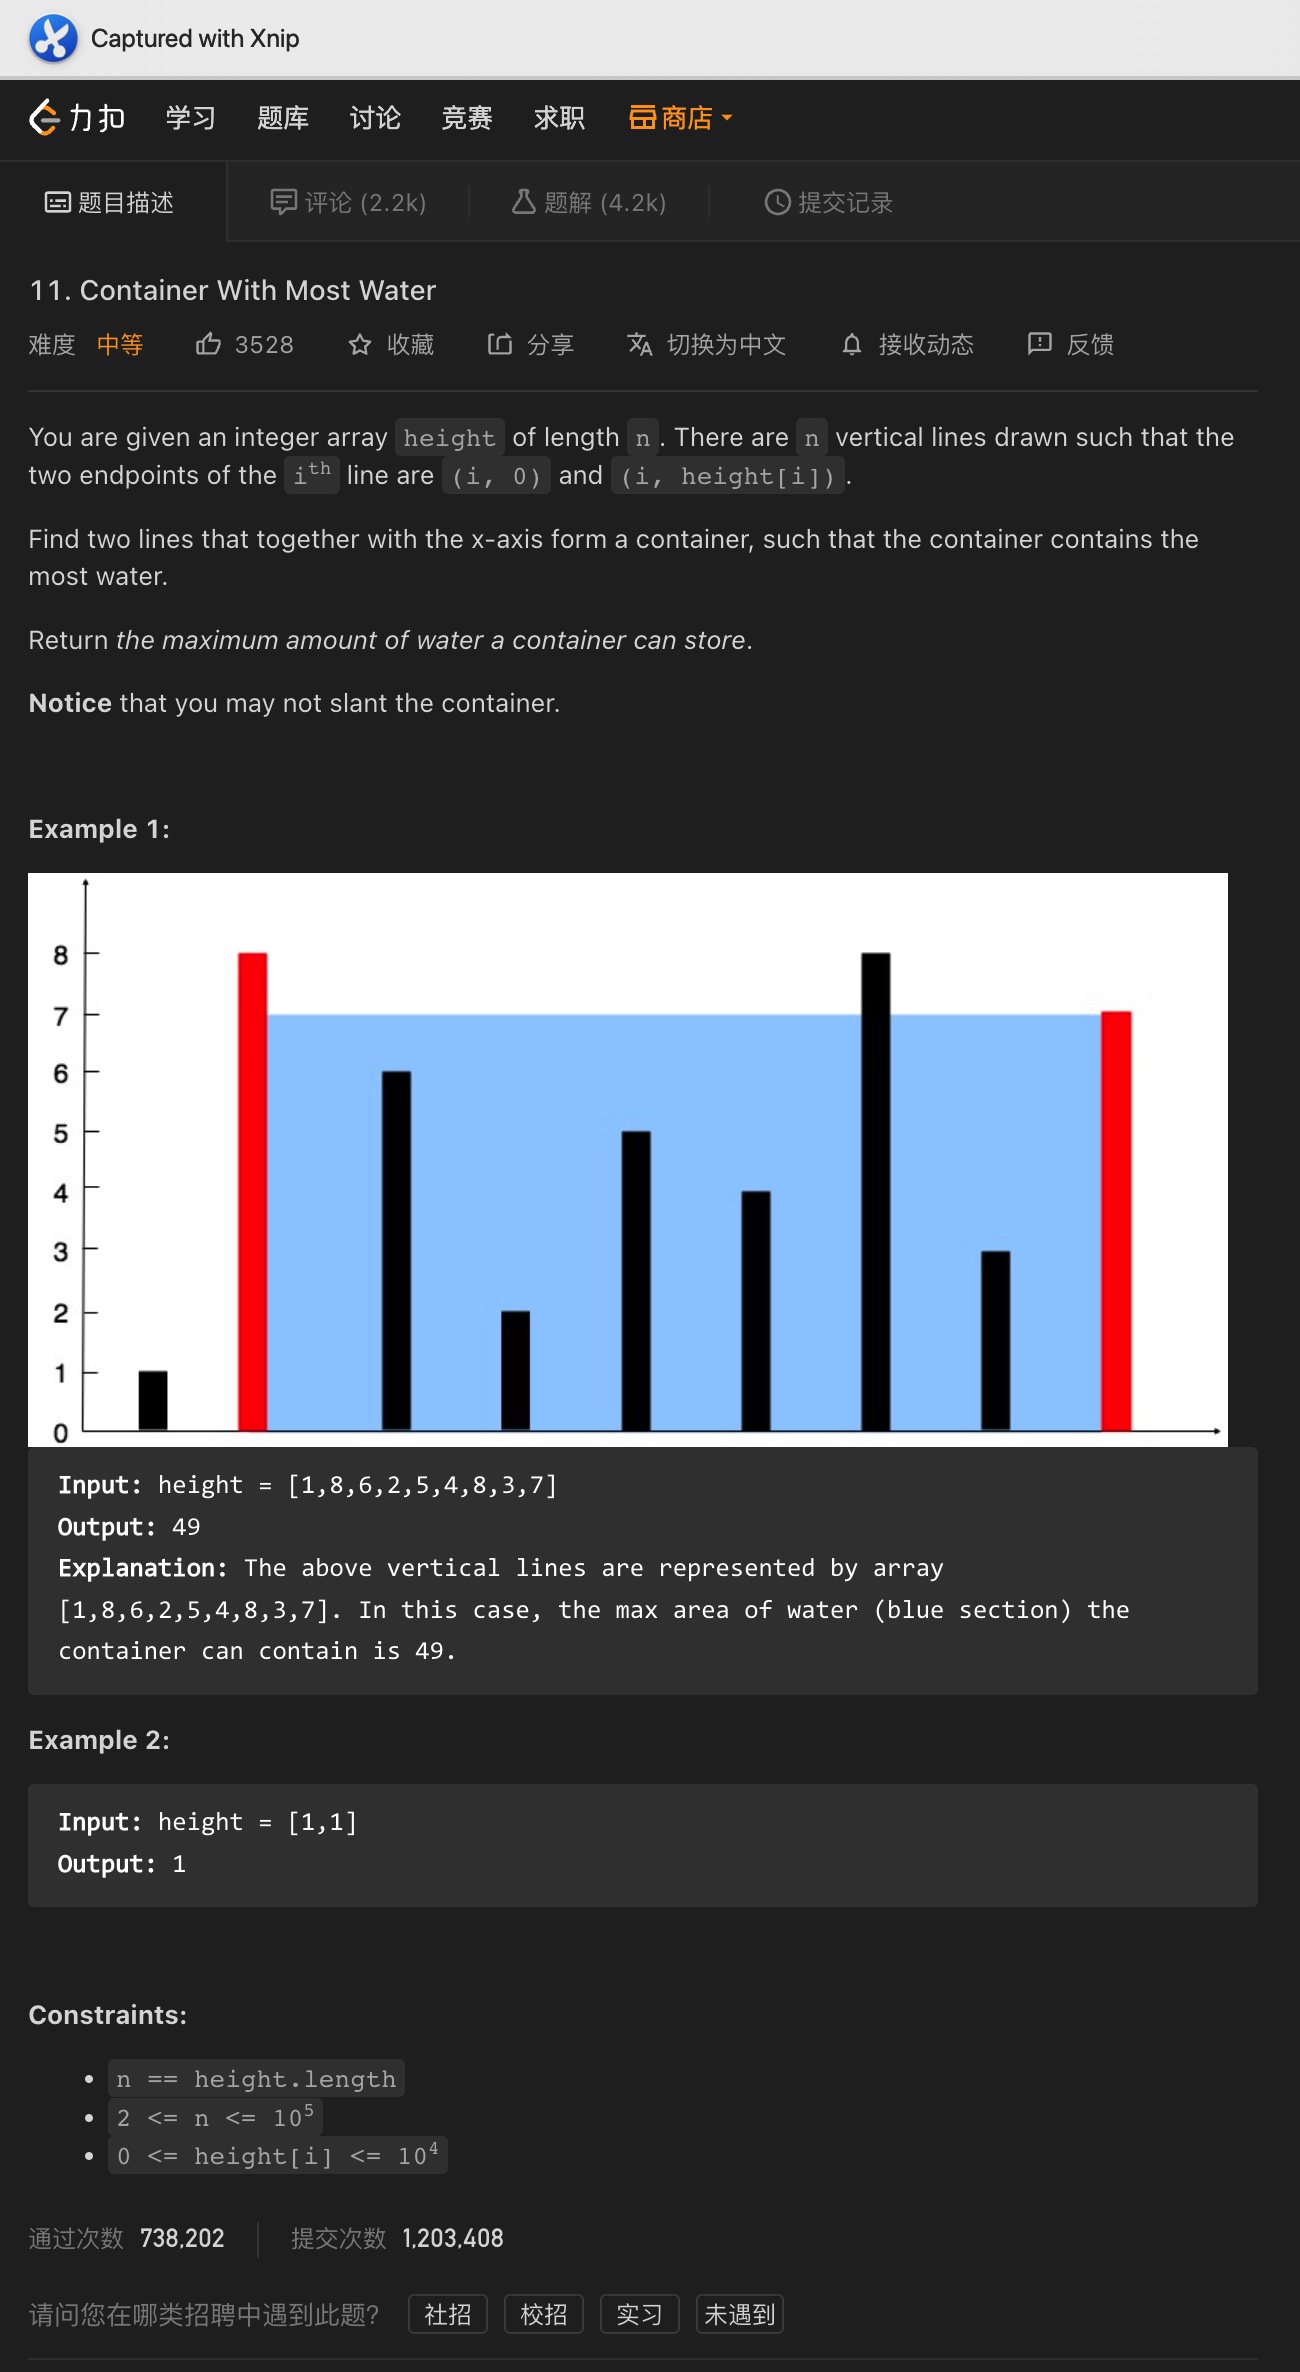 Captured with Xnip
力扣 学习 题库 讨论 竞赛 求职 商店
题目描述 评论 (2.2k) 题解 (4.2k) 提交记录
11. Container With Most Water
难度 中等 3528 收藏 分享 切换为中文 接收动态 反馈
You are given an integer array height of length n. There are n vertical lines drawn such that the
two endpoints of the iᵗʰ line are (i, 0) and (i, height[i]).
Find two lines that together with the x-axis form a container, such that the container contains the
most water.
Return the maximum amount of water a container can store.
Notice that you may not slant the container.
Example 1:
8
7
6
5
4
3
2
1
0
Input: height = [1,8,6,2,5,4,8,3,7]
Output: 49
Explanation: The above vertical lines are represented by array
[1,8,6,2,5,4,8,3,7]. In this case, the max area of water (blue section) the
container can contain is 49.
Example 2:
Input: height = [1,1]
Output: 1
Constraints:
• n == height.length
• 2 <= n <= 10⁵
• 0 <= height[i] <= 10⁴
通过次数 738,202 提交次数 1,203,408
请问您在哪类招聘中遇到此题? 社招 校招 实习 未遇到